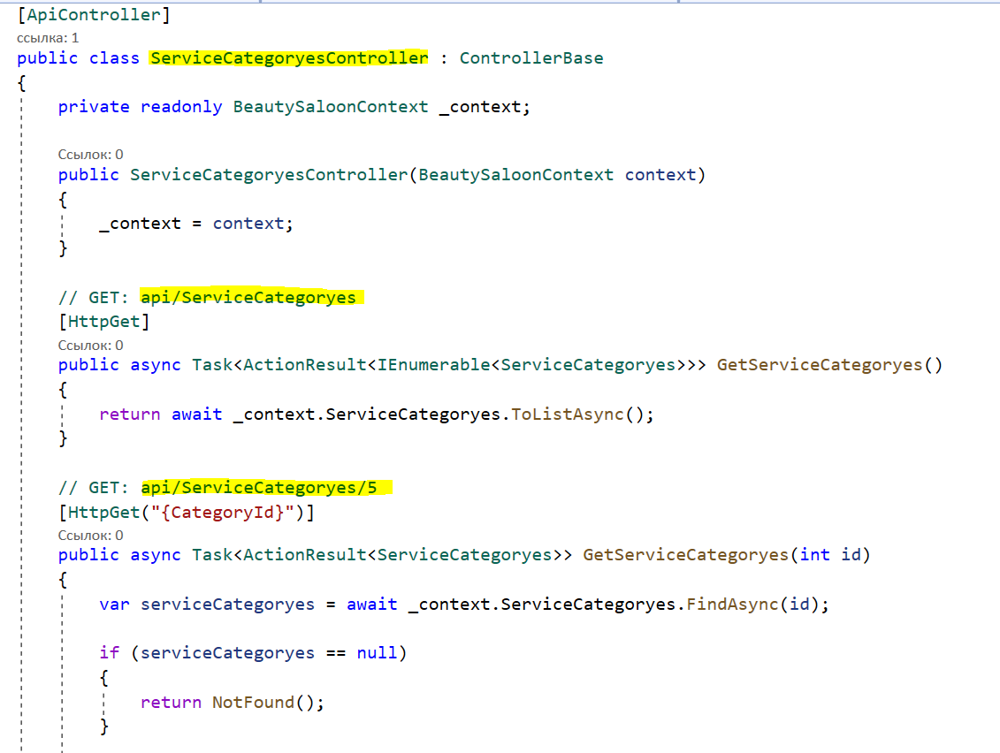 [ApiController]
ссылка: 1
public class ServiceCategoryesController : ControllerBase
{
private readonly BeautySaloonContext _context;
Ссылок: 0
public ServiceCategoryesController(BeautySaloonContext context)
{
_context = context;
}
// GET: api/ServiceCategoryes
[HttpGet]
Ссылок: 0
public async Task<ActionResult<IEnumerable<ServiceCategoryes>>> GetServiceCategoryes()
{
return await _context.ServiceCategoryes.ToListAsync();
}
// GET: api/ServiceCategoryes/5
[HttpGet("{CategoryId}")]
Ссылок: 0
public async Task<ActionResult<ServiceCategoryes>> GetServiceCategoryes(int id)
{
var serviceCategoryes = await _context.ServiceCategoryes.FindAsync(id);
if (serviceCategoryes == null)
{
return NotFound();
}